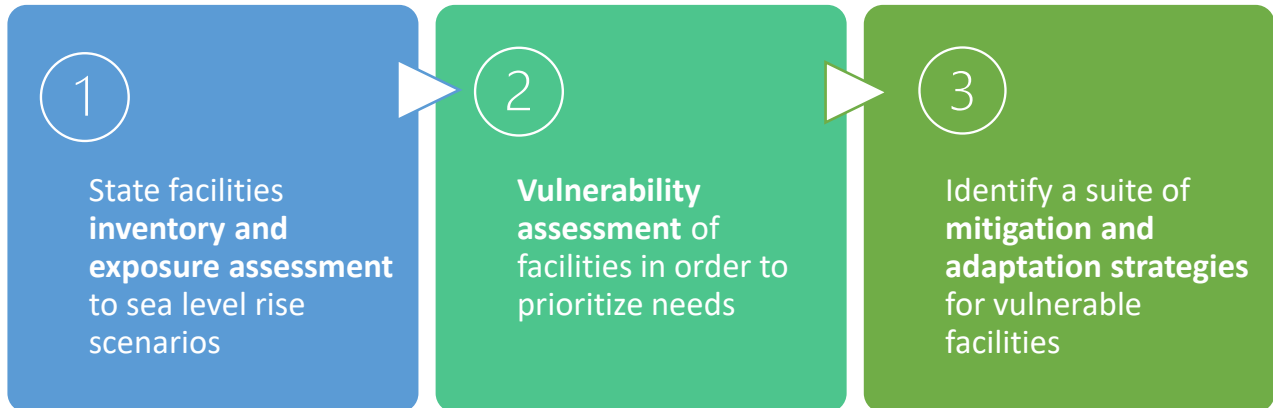 1
State facilities
inventory and
exposure assessment
to sea level rise
scenarios
2
Vulnerability
assessment of
facilities in order to
prioritize needs
3
Identify a suite of
mitigation and
adaptation strategies
for vulnerable
facilities